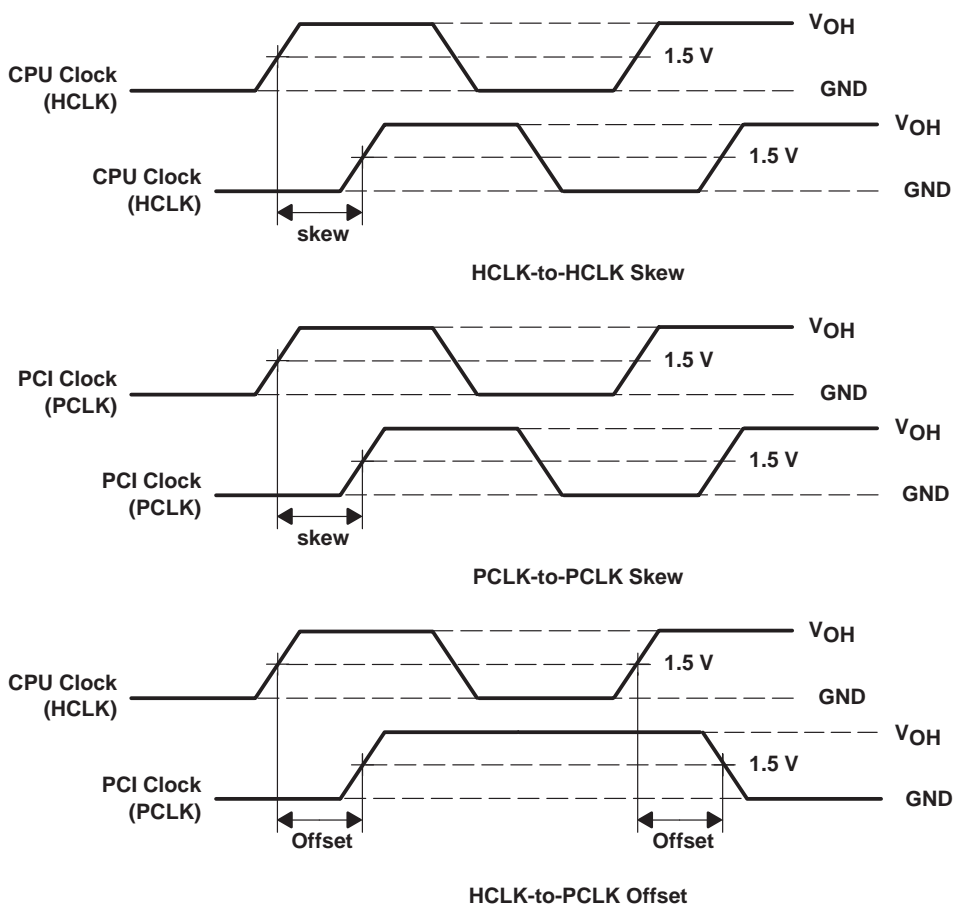 VOH
1.5 V
CPU Clock
(HCLK)
GND
VOH
1.5 V
CPU Clock
(HCLK)
GND
skew
HCLK-to-HCLK Skew
VOH
1.5 V
PCI Clock
(PCLK)
GND
VOH
1.5 V
PCI Clock
(PCLK)
GND
skew
PCLK-to-PCLK Skew
VOH
1.5 V
CPU Clock
(HCLK)
GND
VOH
1.5 V
PCI Clock
(PCLK)
GND
Offset
Offset
HCLK-to-PCLK Offset